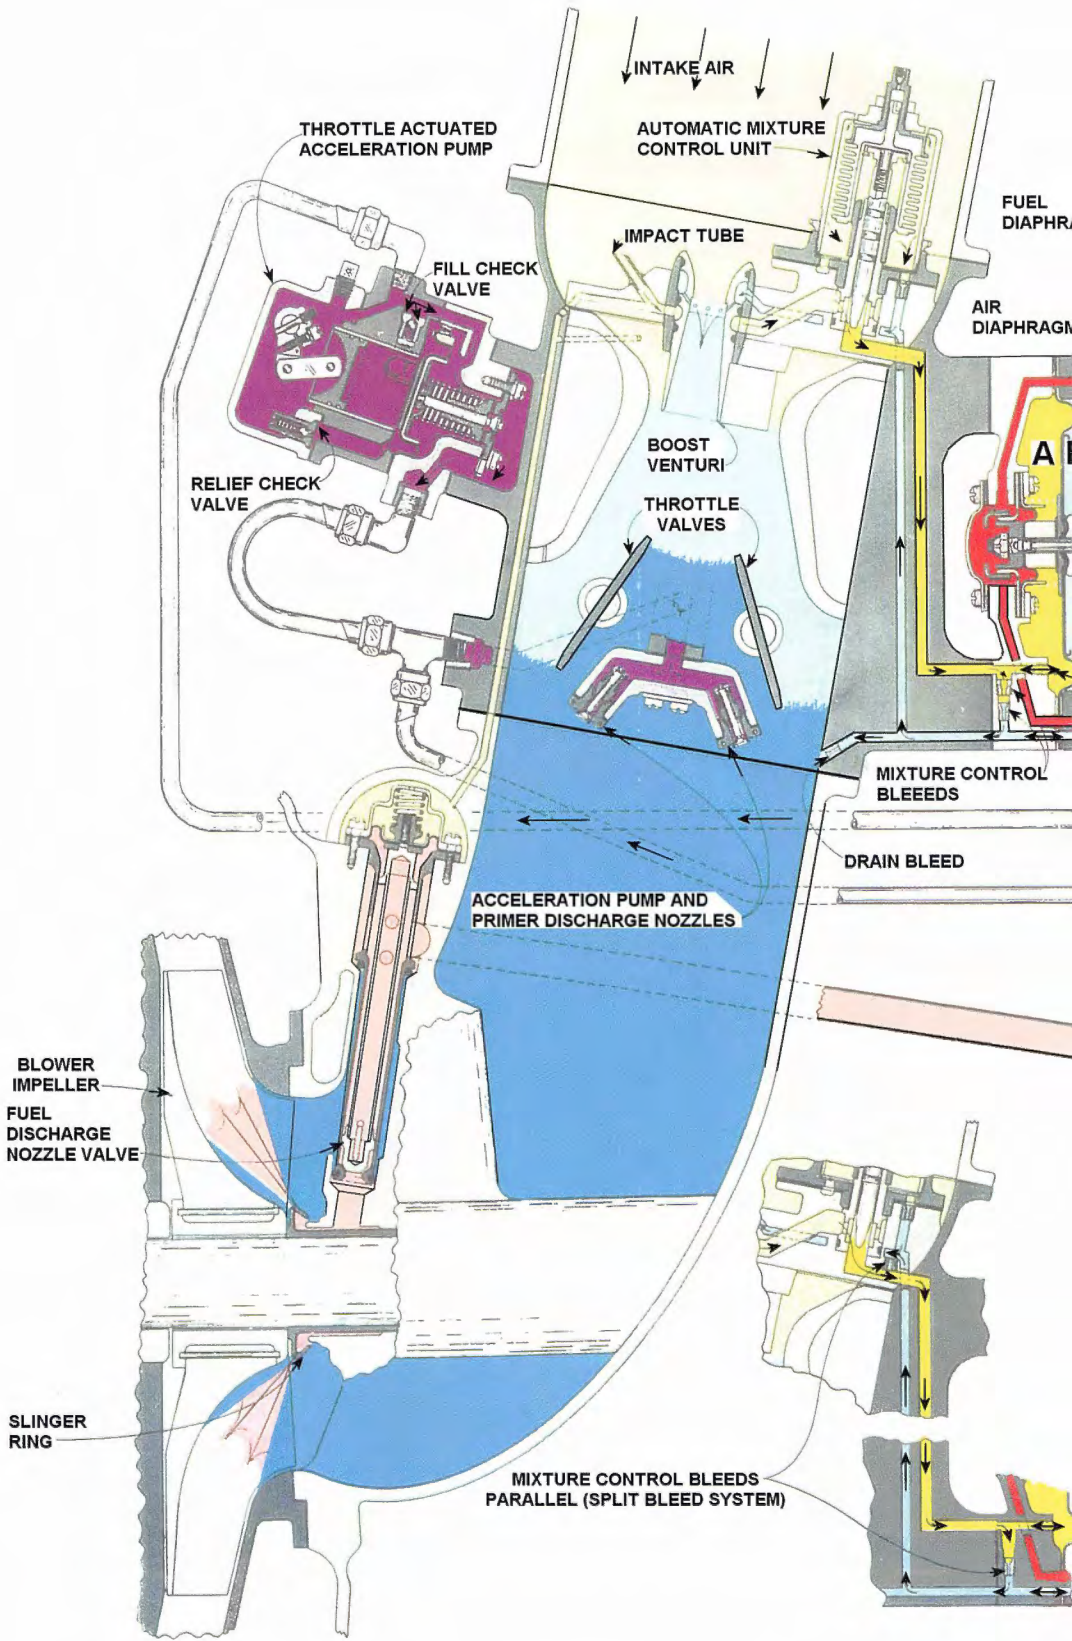 INTAKE AIR
THROTTLE ACTUATED
ACCELERATION PUMP
AUTOMATIC MIXTURE
CONTROL UNIT
FUEL
DIAPHRA
IMPACT TUBE
FILL CHECK
VALVE
AIR
DIAPHRAGM
BOOST
VENTURI
A
RELIEF CHECK
VALVE
THROTTLE
VALVES
MIXTURE CONTROL
BLEEEDS
DRAIN BLEED
ACCELERATION PUMP AND
PRIMER DISCHARGE NOZZLES
BLOWER
IMPELLER
FUEL
DISCHARGE
NOZZLE VALVE
SLINGER
RING
MIXTURE CONTROL BLEEDS
PARALLEL (SPLIT BLEED SYSTEM)